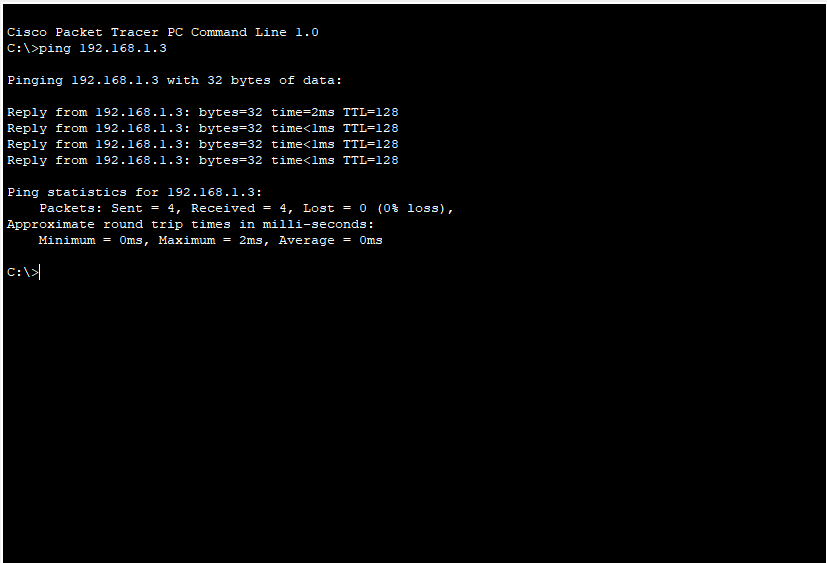 Cisco Packet Tracer PC Command Line 1.0
C:\>ping 192.168.1.3
Pinging 192.168.1.3 with 32 bytes of data:
Reply from 192.168.1.3: bytes=32 time=2ms TTL=128
Reply from 192.168.1.3: bytes=32 time<1ms TTL=128
Reply from 192.168.1.3: bytes=32 time<1ms TTL=128
Reply from 192.168.1.3: bytes=32 time<1ms TTL=128
Ping statistics for 192.168.1.3:
    Packets: Sent = 4, Received = 4, Lost = 0 (0% loss),
Approximate round trip times in milli-seconds:
    Minimum = 0ms, Maximum = 2ms, Average = 0ms
C:\>